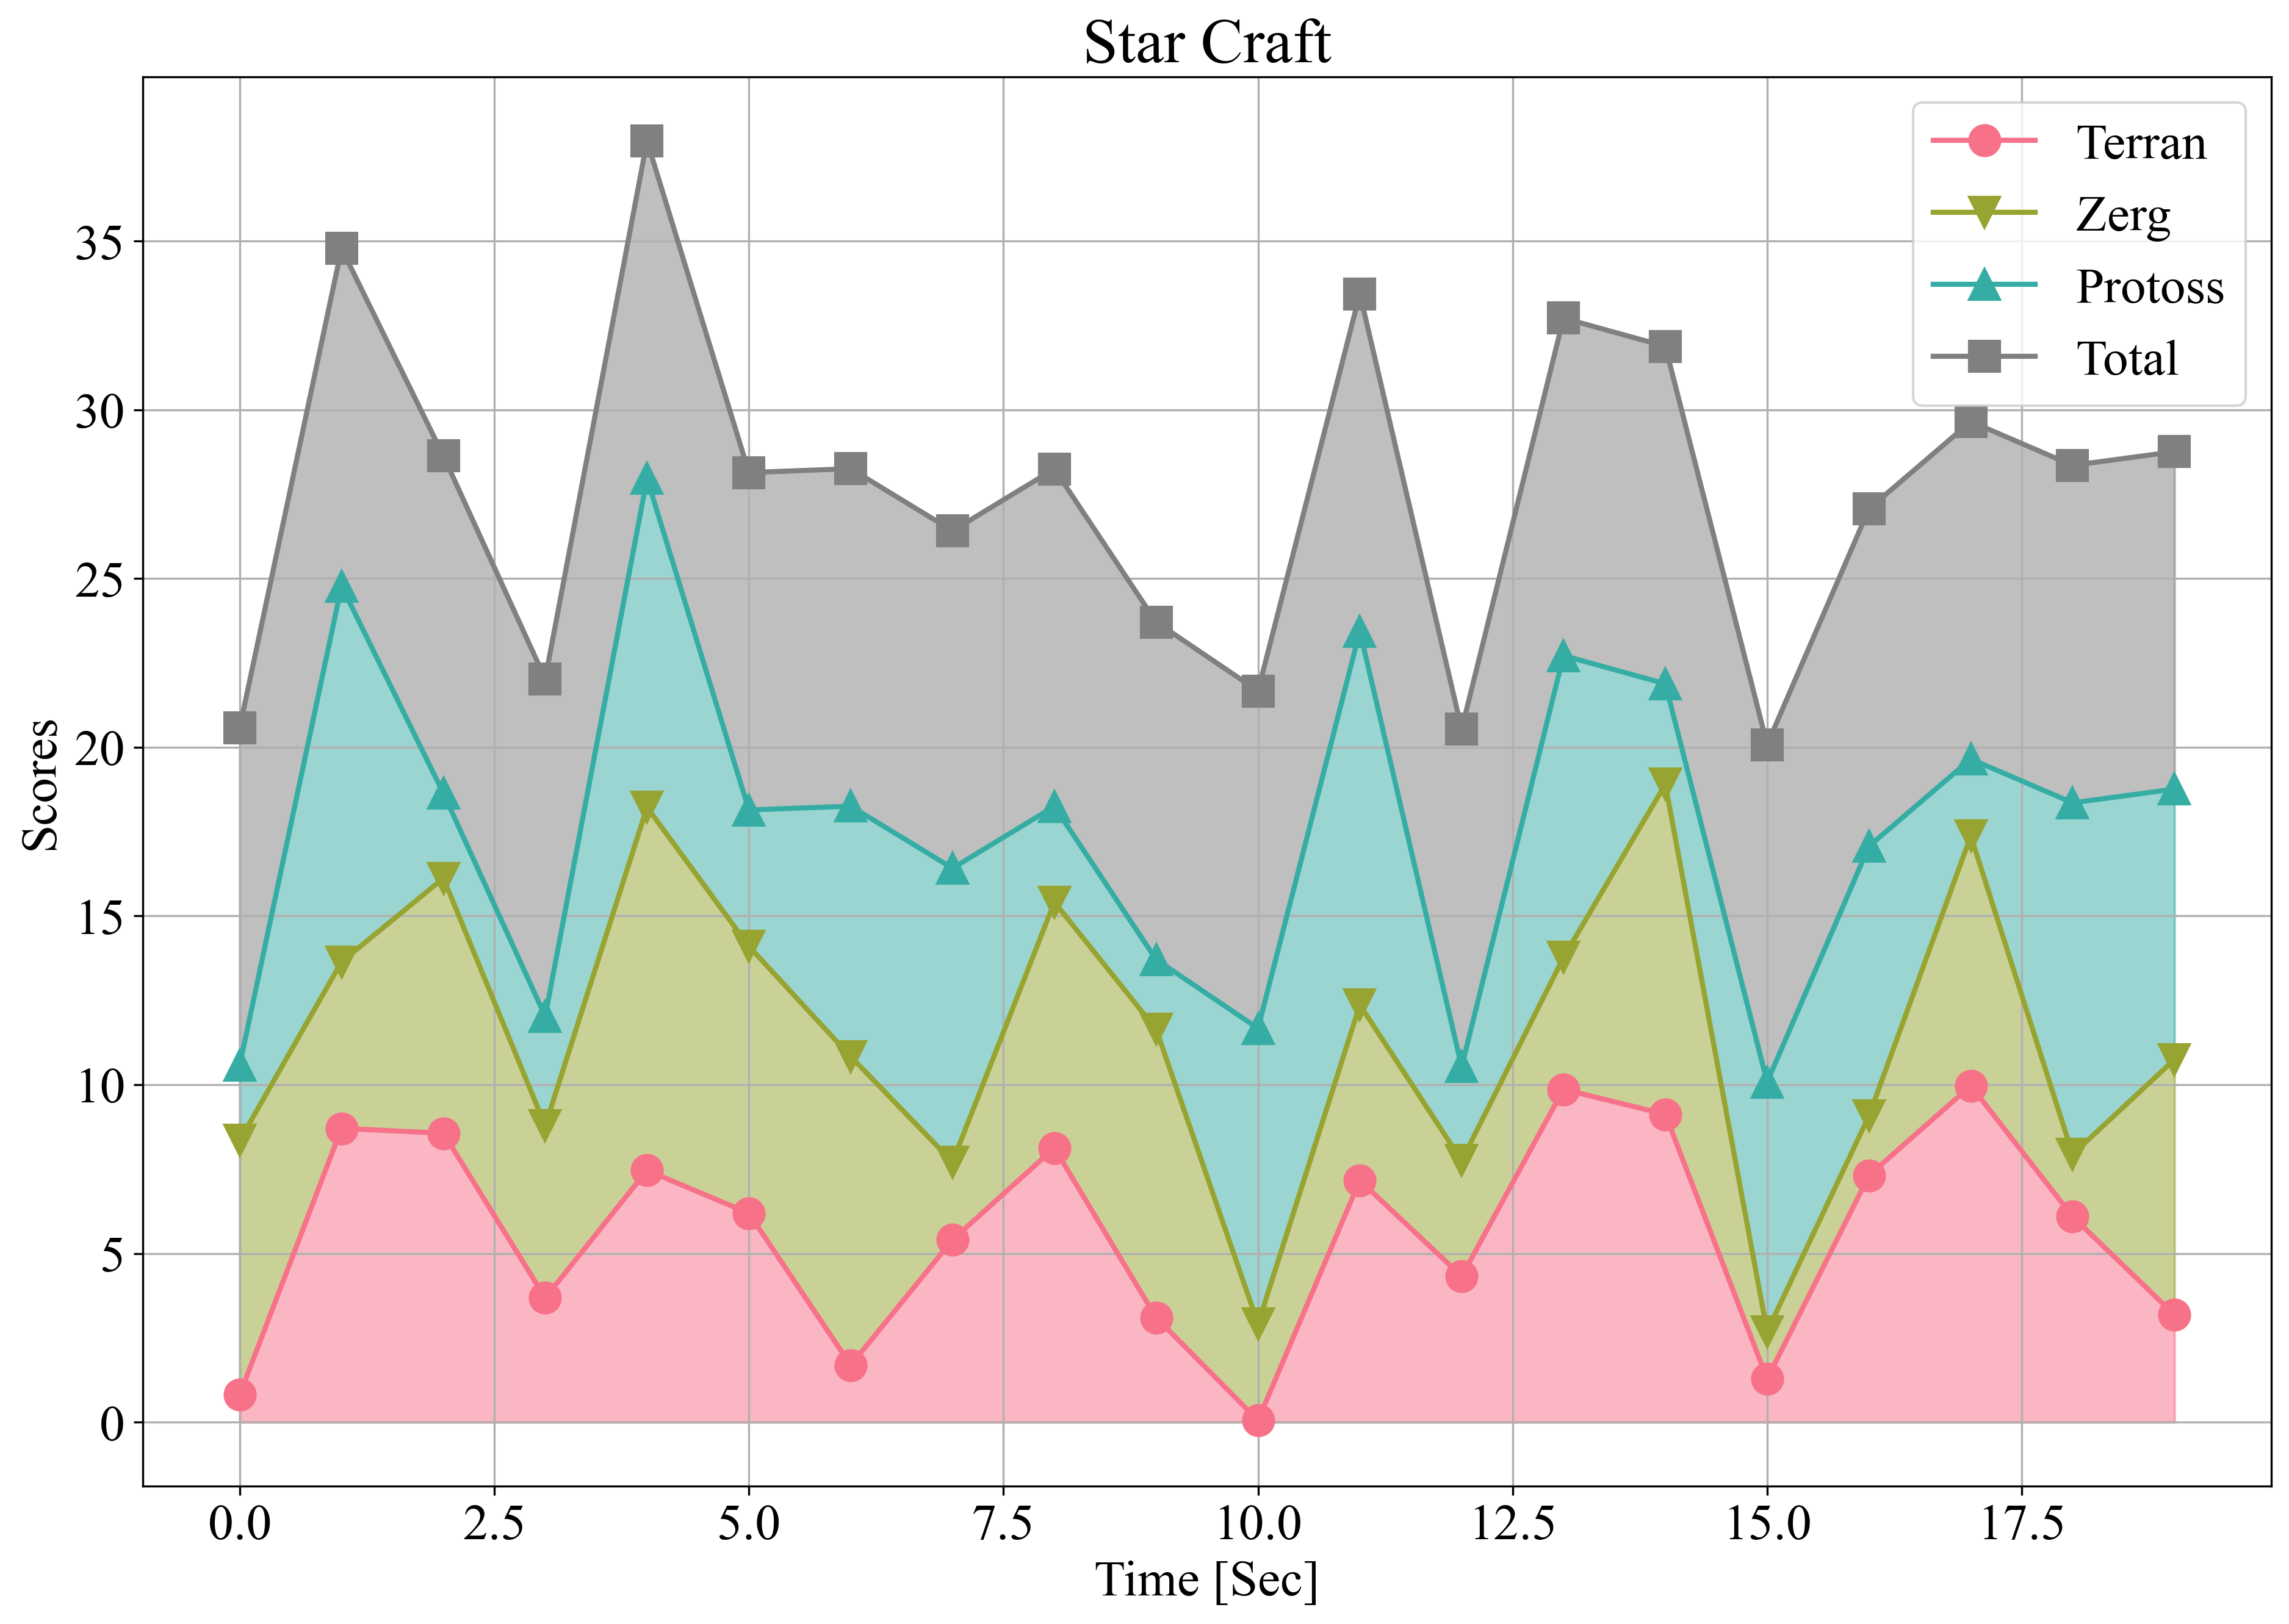 Star Craft
Terran
Zerg
Protoss
Total
35
30
25
20
15
10
5
0
Scores
0.0 2.5 5.0 7.5 10.0 12.5 15.0 17.5
Time [Sec]